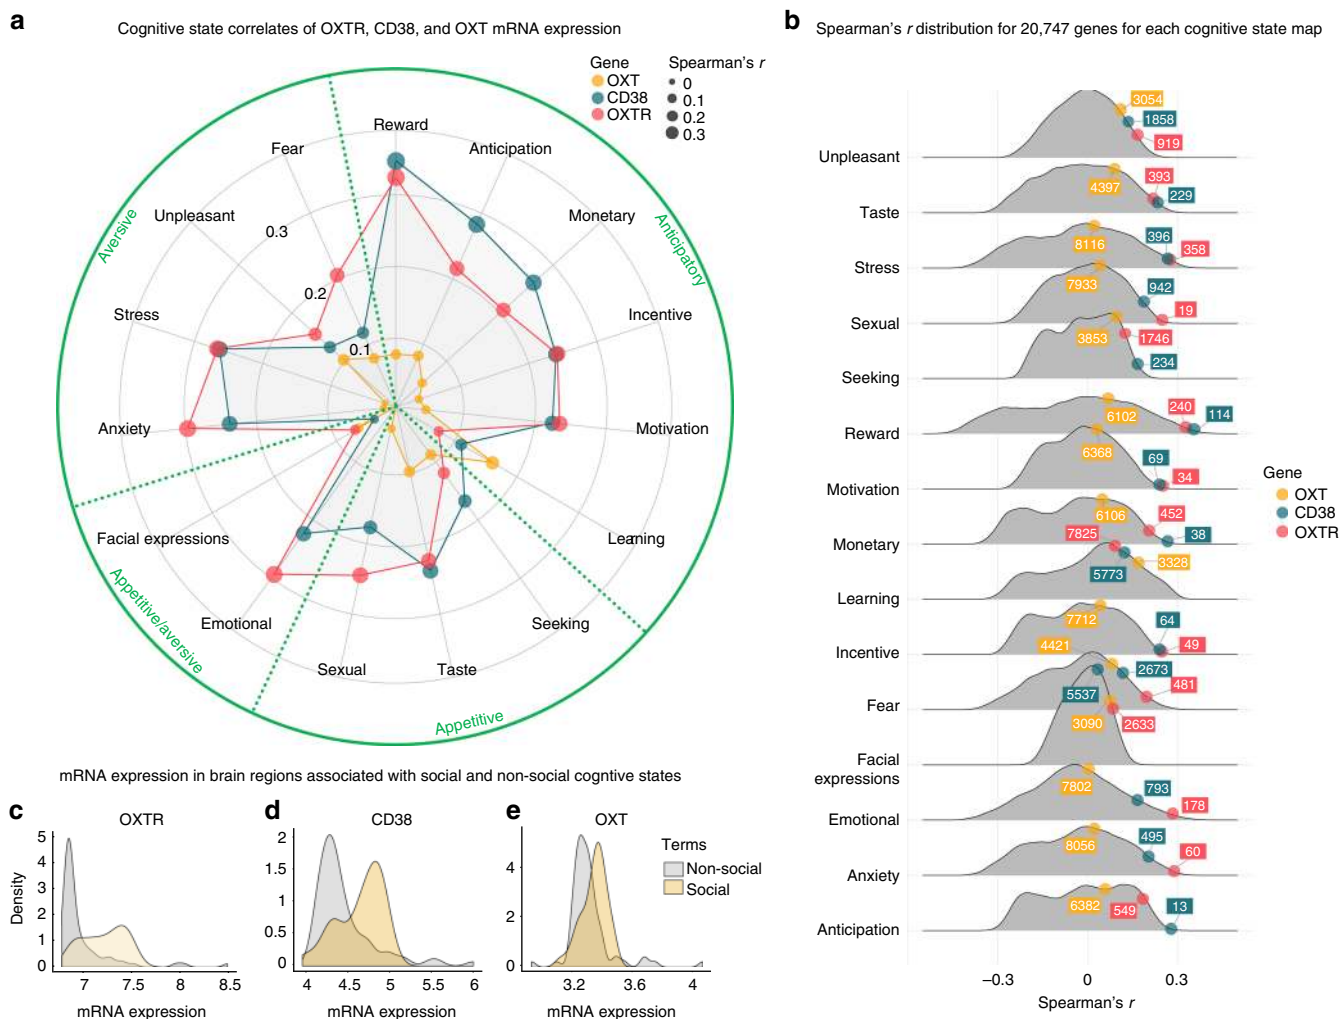 a
Cognitive state correlates of OXTR, CD38, and OXT mRNA expression
Gene
OXT
CD38
OXTR
Spearman's r
0
0.1
0.2
0.3
Reward
Anticipation
Monetary
Incentive
Motivation
Learning
Seeking
Taste
Sexual
Emotional
Facial expressions
Anxiety
Stress
Unpleasant
Fear
0.3
0.2
0.1
Aversive
Anticipatory
Appetitive/aversive
Appetitive
b
Spearman's r distribution for 20,747 genes for each cognitive state map
Unpleasant
3054
1858
919
Taste
4397
393
229
Stress
8116
396
358
Sexual
7933
942
19
Seeking
3853
1746
234
Reward
6102
240
114
Motivation
6368
69
34
Monetary
6106
452
38
Learning
7825
5773
3328
Incentive
7712
64
49
Fear
4421
2673
481
Facial
expressions
5537
3090
2633
Emotional
7802
793
178
Anxiety
8056
495
60
Anticipation
6382
549
13
−0.3
0
0.3
Spearman's r
Gene
OXT
CD38
OXTR
mRNA expression in brain regions associated with social and non-social cogntive states
c
OXTR
Density
5
4
3
2
1
0
7
7.5
8
8.5
mRNA expression
d
CD38
2
1.5
1
0.5
0
4
4.5
5
5.5
6
mRNA expression
e
OXT
4
2
0
3.2
3.6
4
mRNA expression
Terms
Non-social
Social